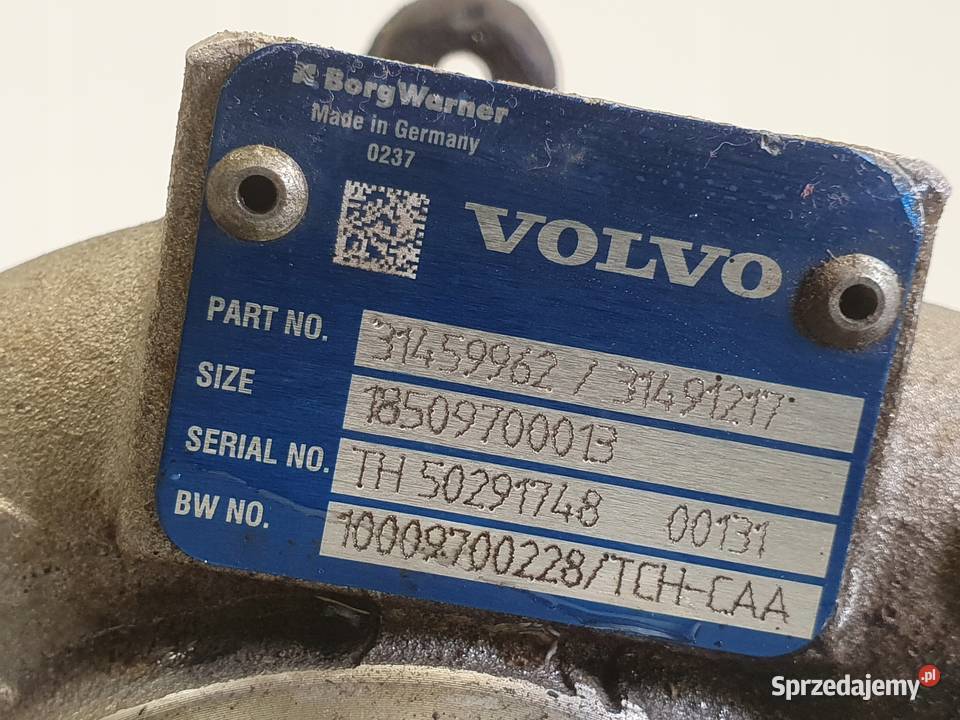 BorgWarner
Made in Germany
0237
VOLVO
PART NO. 31459962 / 31491217
SIZE 18509700013
SERIAL NO. TH 50291748 00131
BW NO. 10009700228/TCH-CAA
Sprzedajemy.pl